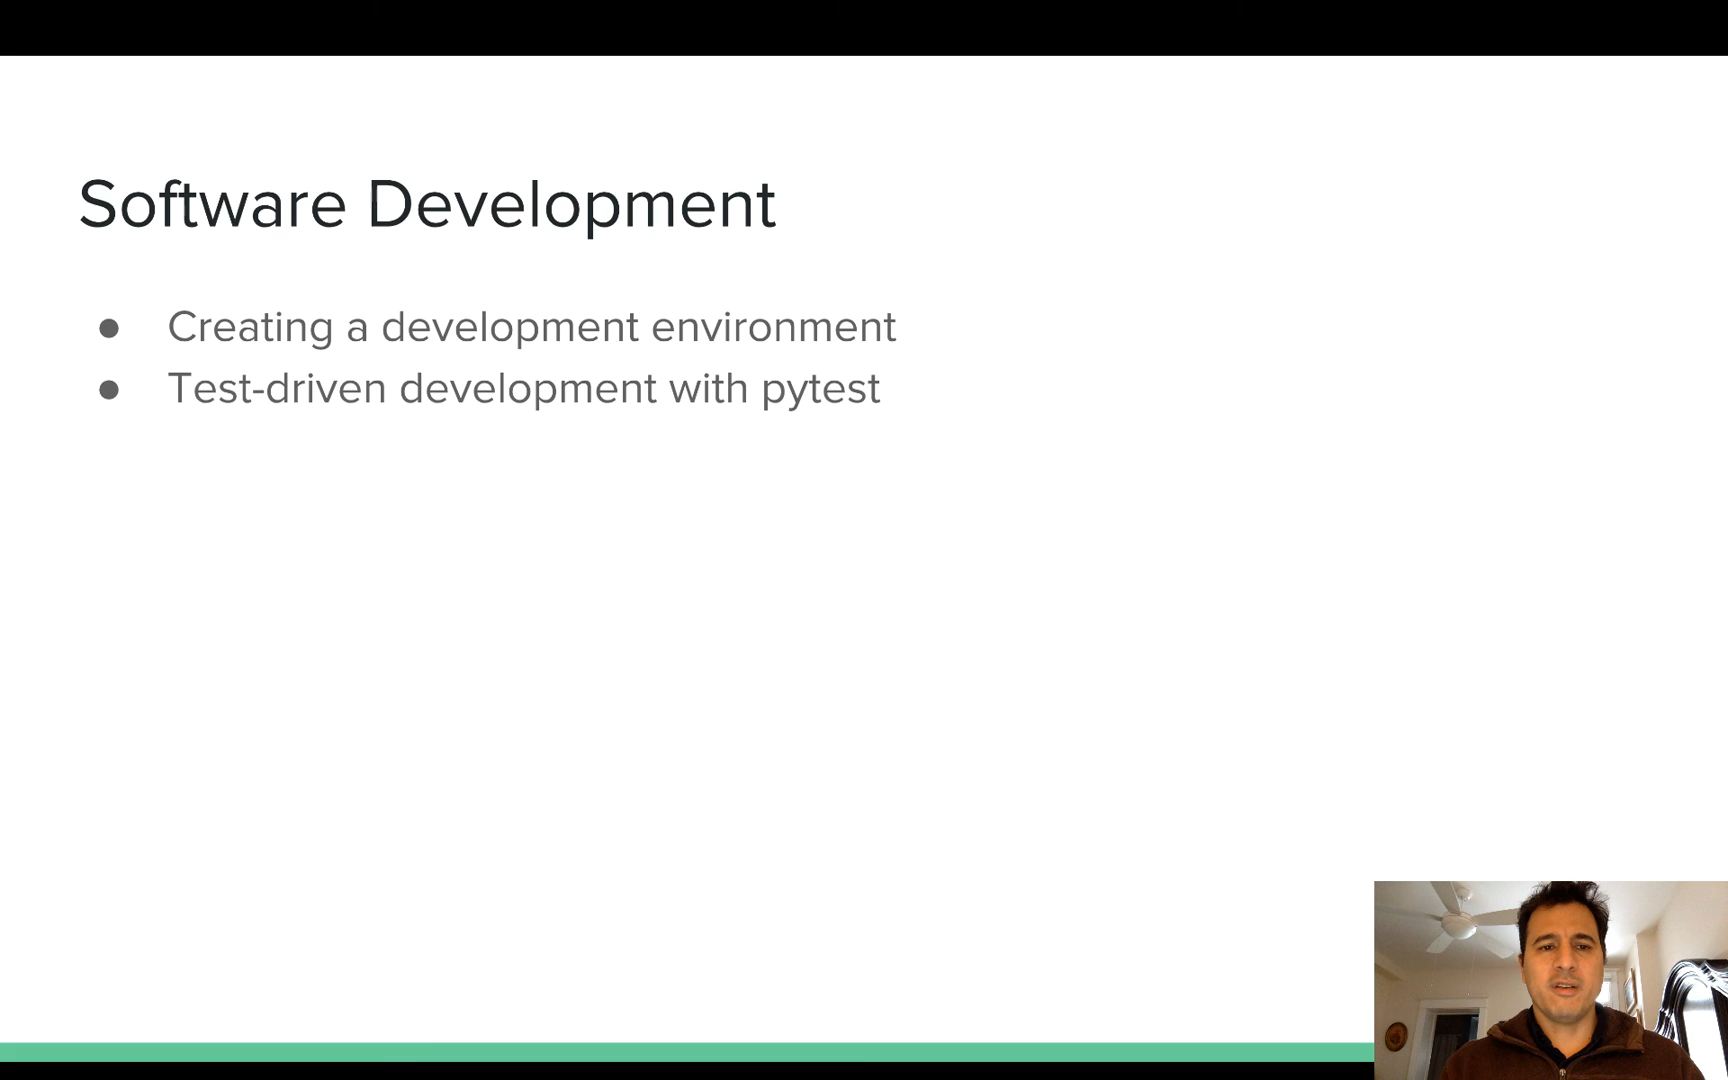 Software Development
● Creating a development environment
● Test-driven development with pytest